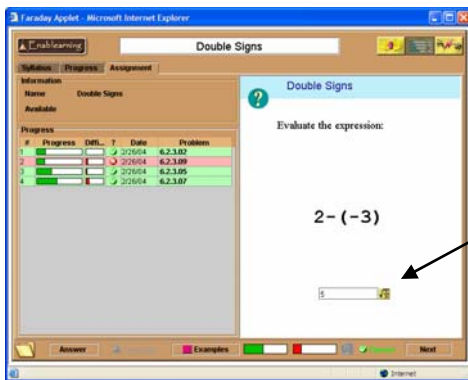 Faraday Applet - Microsoft Internet Explorer
Enablearning
Double Signs
Syllabus Progress Assignment
Information
Name Double Signs
Available
Progress
# Progress Diffi... ? Date Problem
1 2/26/04 6.2.3.02
2 2/26/04 6.2.3.09
3 2/26/04 6.2.3.05
4 2/26/04 6.2.3.07
?
Double Signs
Evaluate the expression:
2-(-3)
5
Answer
Examples
Next
Internet